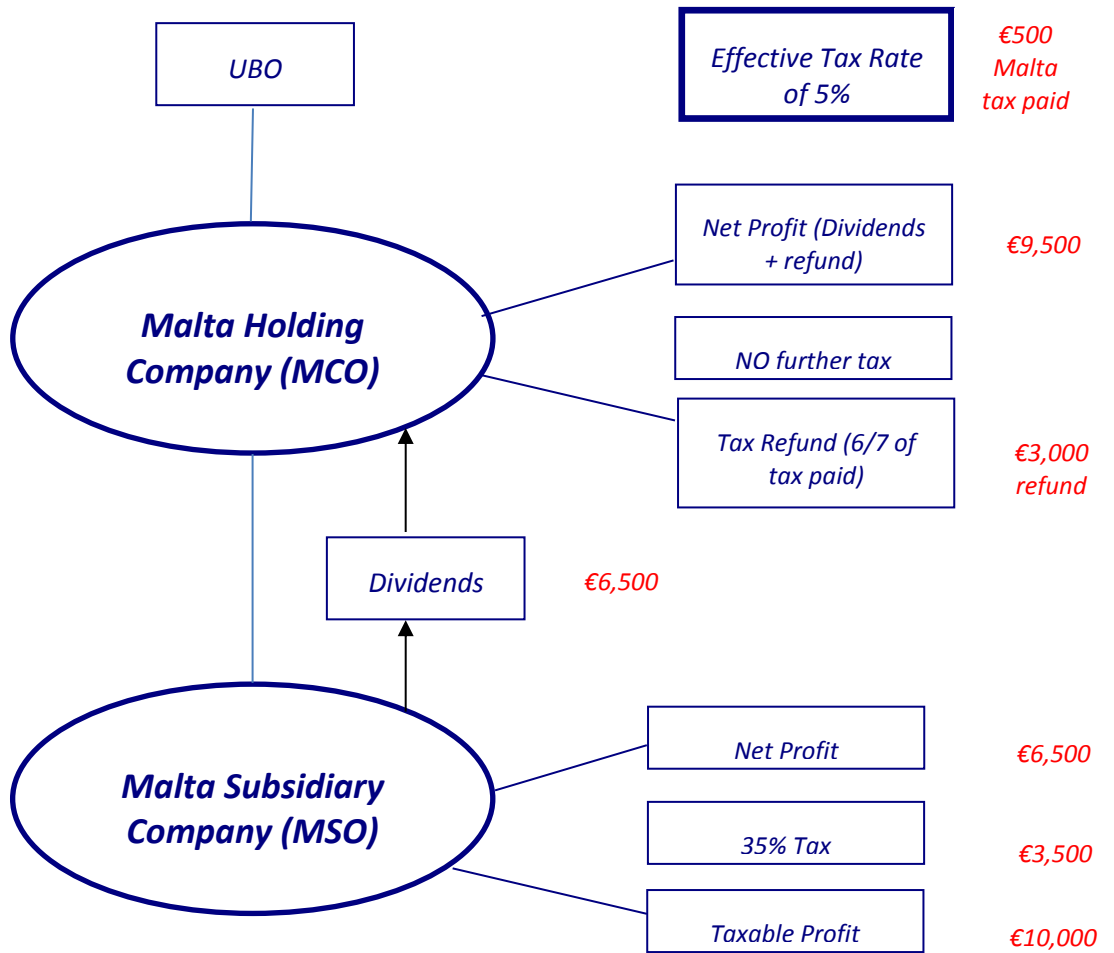 UBO
Effective Tax Rate
of 5%
€500
Malta
tax paid
Net Profit (Dividends
+ refund)
€9,500
Malta Holding
Company (MCO)
NO further tax
Tax Refund (6/7 of
tax paid)
€3,000
refund
Dividends
€6,500
Net Profit
€6,500
Malta Subsidiary
Company (MSO)
35% Tax
€3,500
Taxable Profit
€10,000